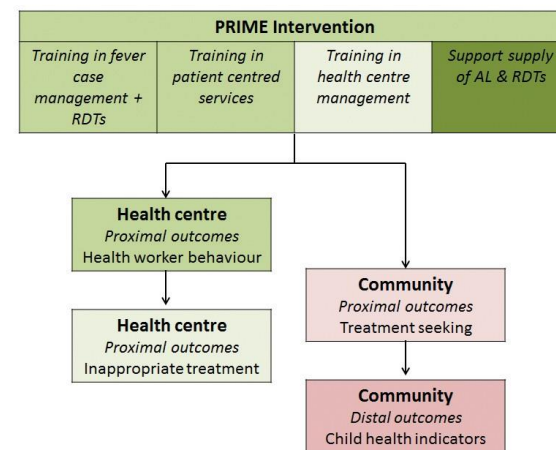 PRIME Intervention
Training in fever
case
management +
RDTs
Training in
patient centred
services
Training in
health centre
management
Support supply
of AL & RDTs
Health centre
Proximal outcomes
Health worker behaviour
Health centre
Proximal outcomes
Inappropriate treatment
Community
Proximal outcomes
Treatment seeking
Community
Distal outcomes
Child health indicators